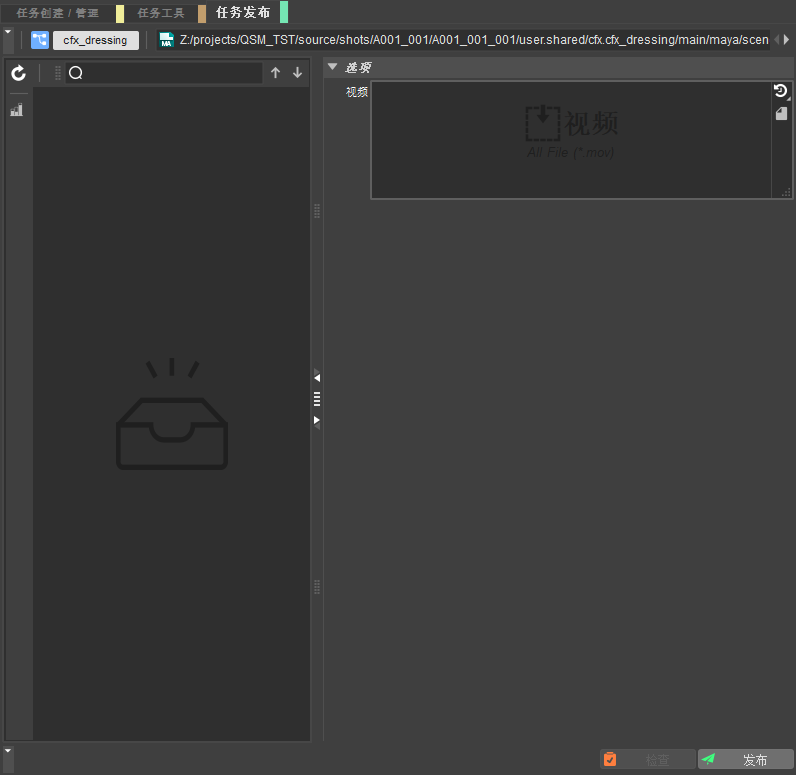 任务创建 / 管理 任务工具 任务发布
cfx_dressing Z:/projects/QSM_TST/source/shots/A001_001/A001_001_001/user.shared/cfx.cfx_dressing/main/maya/scen
选项
视频
视频
All File (*.mov)
检查 发布